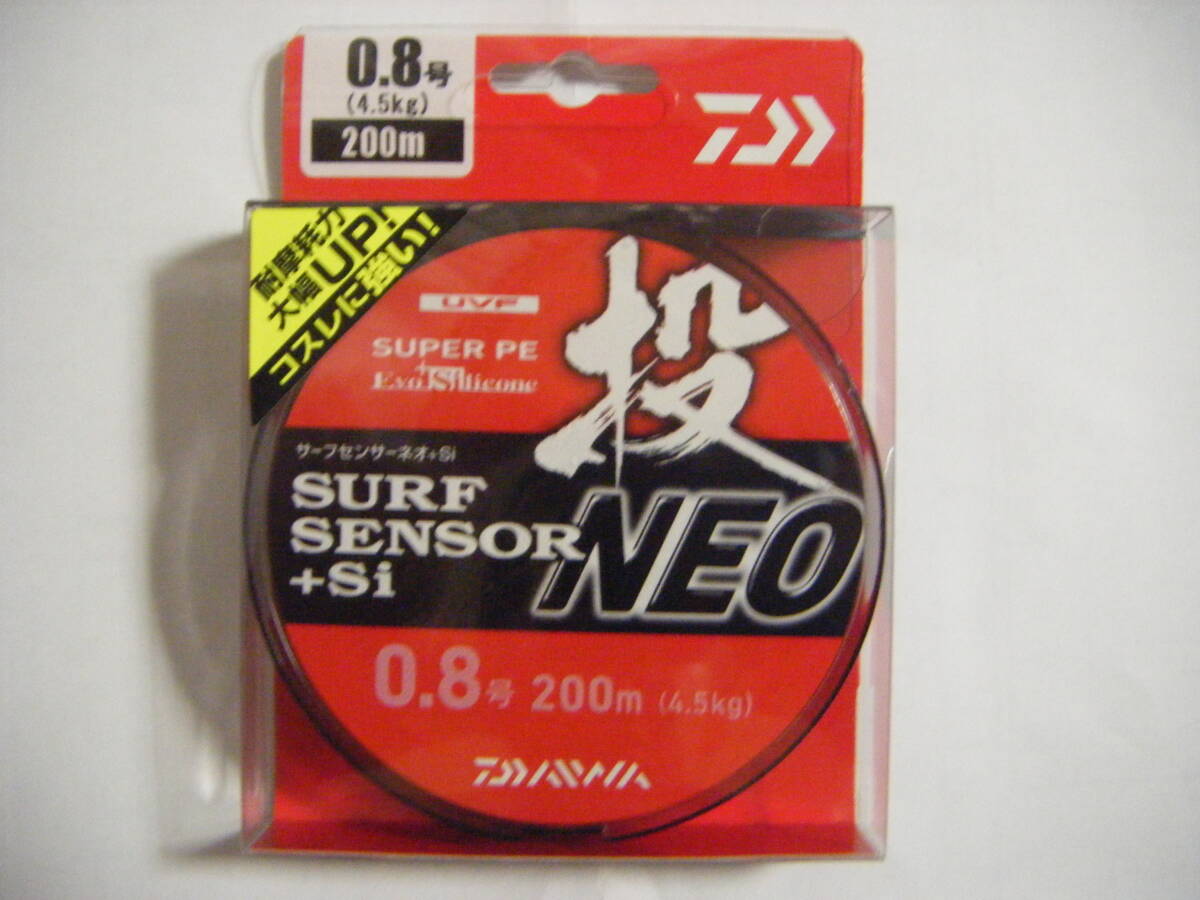 0.8号
(4.5kg)
200m
耐摩耗力
大幅UP!
コスレに強い!
UVF
SUPER PE
+
Evo Silicone
投
サーフセンサーネオ+Si
SURF
SENSOR NEO
+Si
0.8号 200m (4.5kg)
DAIWA